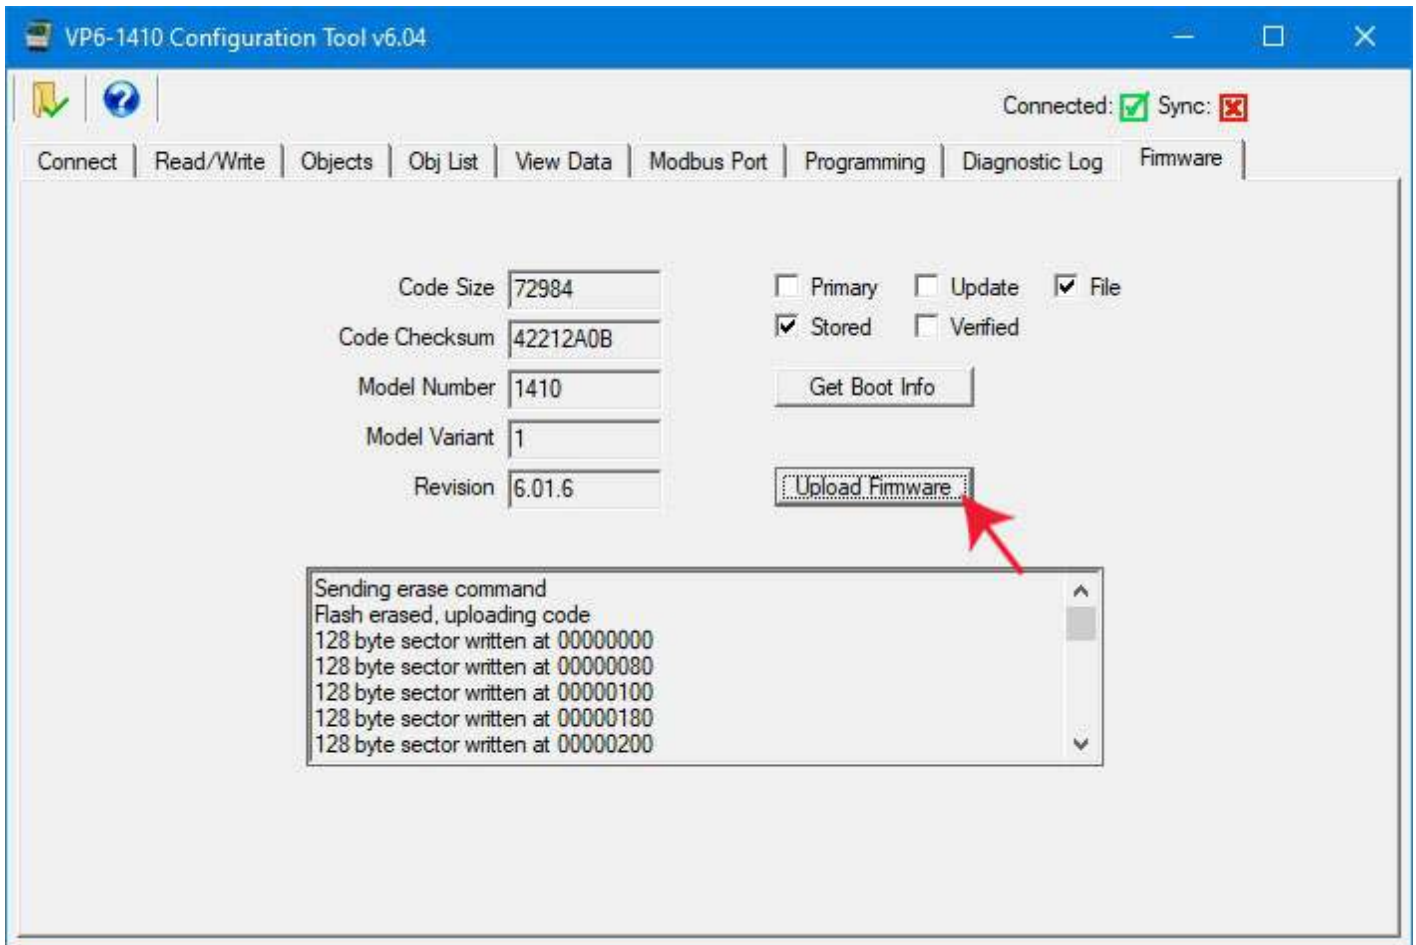 VP6-1410 Configuration Tool v6.04
Connected: Sync:
Connect Read/Write Objects Obj List View Data Modbus Port Programming Diagnostic Log Firmware
Code Size 72984 Primary Update File
Code Checksum 42212A0B Stored Verified
Model Number 1410 Get Boot Info
Model Variant 1
Revision 6.01.6 Upload Firmware
Sending erase command
Flash erased, uploading code
128 byte sector written at 00000000
128 byte sector written at 00000080
128 byte sector written at 00000100
128 byte sector written at 00000180
128 byte sector written at 00000200